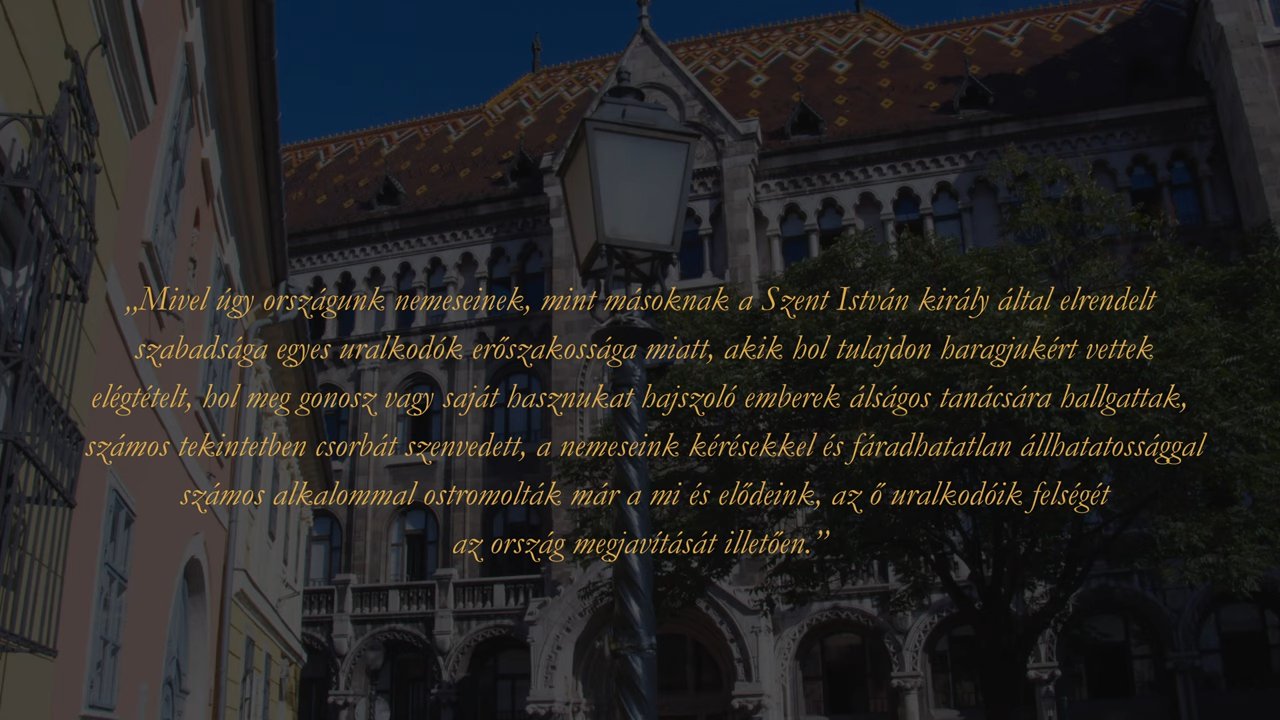 „Mivel úgy országunk nemeseinek, mint másoknak a Szent István király által elrendelt
szabadsága egyes uralkodók erőszakossága miatt, akik hol tulajdon haragjukért vettek
elégtételt, hol meg gonosz vagy saját hasznukat hajszoló emberek álságos tanácsára hallgattak,
számos tekintetben csorbát szenvedett, a nemeseink kérésekkel és fáradhatatlan állhatatossággal
számos alkalommal ostromolták már a mi és elődeink, az ő uralkodóik felségét
az ország megjavítását illetően.”